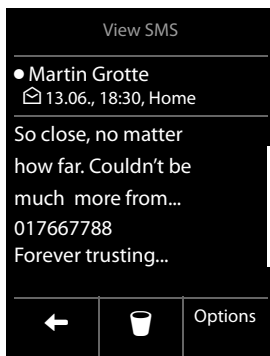 View SMS
Martin Grotte
13.06., 18:30, Home
So close, no matter
how far. Couldn't be
much more from...
017667788
Forever trusting...
Options